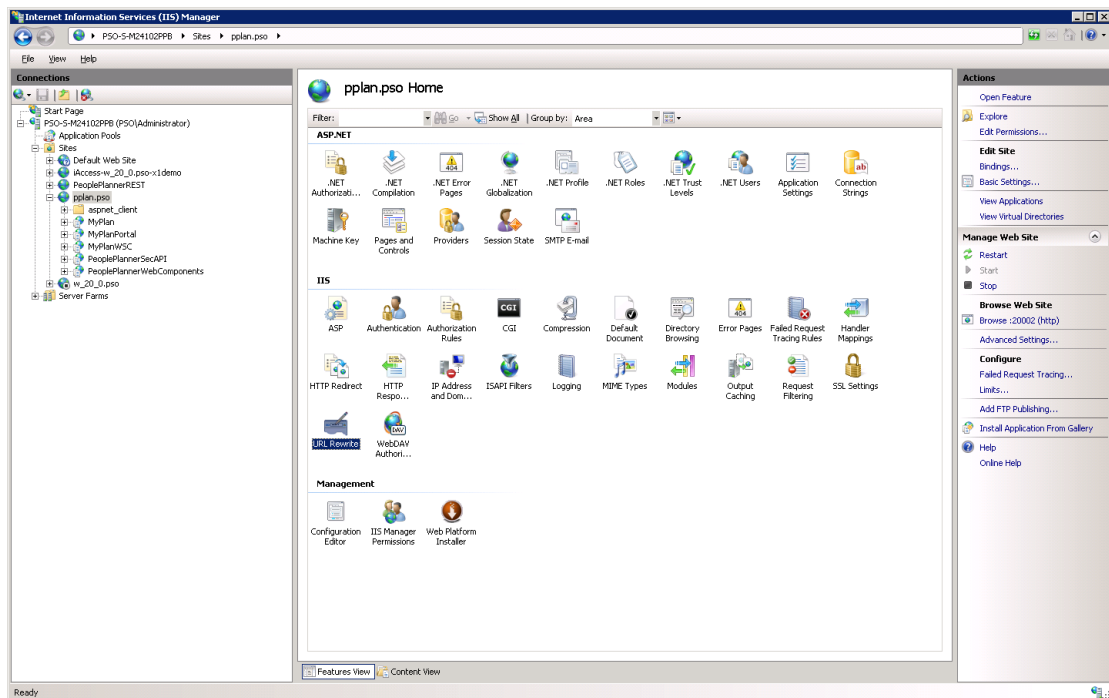 Internet Information Services (IIS) Manager
PSO-S-M24102PPB Sites pplan.pso
File View Help
Connections
Start Page
PSO-S-M24102PPB (PSO\Administrator)
Application Pools
Sites
Default Web Site
iAccess-w_20_0.pso-x1demo
PeoplePlannerREST
pplan.pso
aspnet_client
MyPlan
MyPlanPortal
MyPlanWSC
PeoplePlannerSecAPI
PeoplePlannerWebComponents
w_20_0.pso
Server Farms
pplan.pso Home
Filter: Go Show All Group by: Area
ASP.NET
.NET Authorizati... .NET Compilation .NET Error Pages .NET Globalization .NET Profile .NET Roles .NET Trust Levels .NET Users Application Settings Connection Strings
Machine Key Pages and Controls Providers Session State SMTP E-mail
IIS
ASP Authentication Authorization Rules CGI Compression Default Document Directory Browsing Error Pages Failed Request Tracing Rules Handler Mappings
HTTP Redirect HTTP Respo... IP Address and Dom... ISAPI Filters Logging MIME Types Modules Output Caching Request Filtering SSL Settings
URL Rewrite WebDAV Authori...
Management
Configuration Editor IIS Manager Permissions Web Platform Installer
Features View Content View
Actions
Open Feature
Explore
Edit Permissions...
Edit Site
Bindings...
Basic Settings...
View Applications
View Virtual Directories
Manage Web Site
Restart
Start
Stop
Browse Web Site
Browse :20002 (http)
Advanced Settings...
Configure
Failed Request Tracing...
Limits...
Add FTP Publishing...
Install Application From Gallery
Help
Online Help
Ready